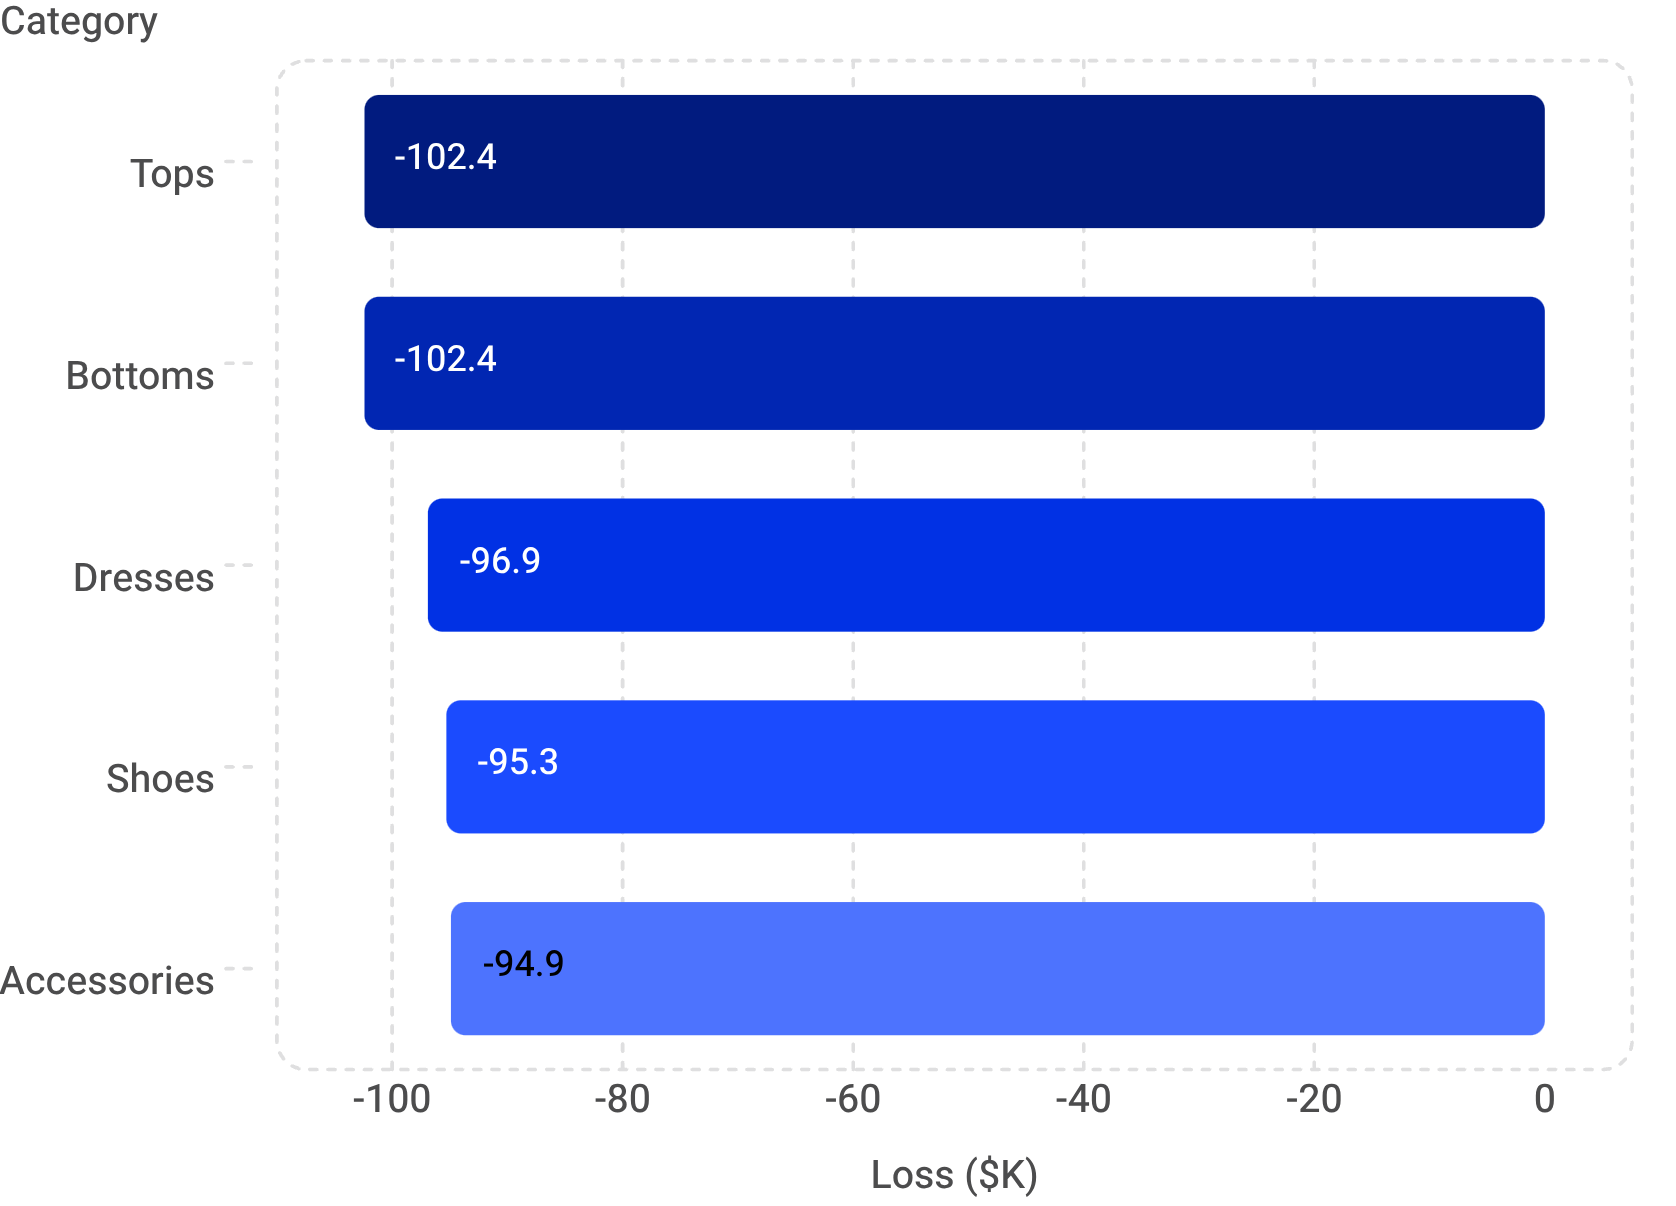 Category
Tops
-102.4
Bottoms
-102.4
Dresses
-96.9
Shoes
-95.3
Accessories
-94.9
-100 -80 -60 -40 -20 0
Loss ($K)